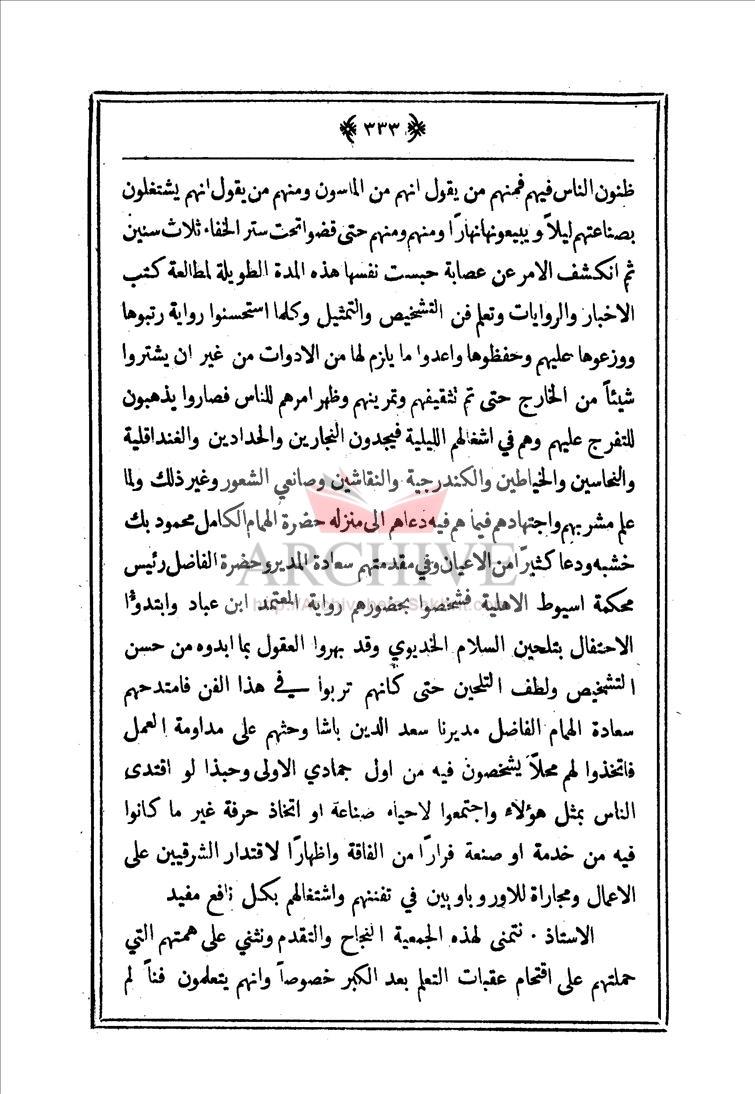 ﴿ ٣٣٣ ﴾
ظنون الناس فيهم فمنهم من يقول انهم من الماسون ومنهم من يقول انهم يشتغلون
بصناعتهم ليلاً ويبيعونها نهارًا ومنهم ومنهم حتى قضوا تحت ستر الخفاء ثلاث سنين
ثم انكشف الامر عن عصابة حبست نفسها هذه المدة الطويلة لمطالعة كتب
الاخبار والروايات وتعلم فن التشخيص والتمثيل وكلما استحسنوا رواية رتبوها
ووزعوها عليهم وحفظوها واعدوا ما يلزم لها من الادوات من غير ان يشتروا
شيئاً من الخارج حتى تم تثقيفهم وتمرينهم وظهر امرهم للناس فصاروا يذهبون
للتفرج عليهم وهم في اشغالهم الليلية فيجدون النجارين والحدادين والغنداقلية
والنحاسين والخياطين والكندرجية والنقاشين وصانعي الشعور وغير ذلك ولما
علم مشربهم واجتهادهم فيما هم فيه دعاهم الى منزله حضرة الهمام الكامل محمود بك
خشبه ودعا كثيرًا من الاعيان وفي مقدمتهم سعادة المدير وحضرة الفاضل رئيس
محكمة اسيوط الاهلية فشخصوا بحضورهم رواية المعتمد ابن عباد وابتدؤا
الاحتفال بتلحين السلام الخديوي وقد بهروا العقول بما ابدوه من حسن
التشخيص ولطف التلحين حتى كانهم تربوا في هذا الفن فامتدحهم
سعادة الهمام الفاضل مديرنا سعد الدين باشا وحثهم على مداومة العمل
فاتخذوا لهم محلاً يشخصون فيه من اول جمادي الاولى وحبذا لو اقتدى
الناس بمثل هؤلاء واجتمعوا لاحياء صناعة او اتخاذ حرفة غير ما كانوا
فيه من خدمة او صنعة فرارًا من الفاقة واظهارًا لاقتدار الشرقيين على
الاعمال ومجاراة للاوروباويين في تفننهم واشتغالهم بكل نافع مفيد
الاستاذ ٠ نتمنى لهذه الجمعية النجاح والتقدم ونثني على همتهم التي
حملتهم على اقتحام عقبات التعلم بعد الكبر خصوصاً وانهم يتعلمون فناً لم
ARCHIVE